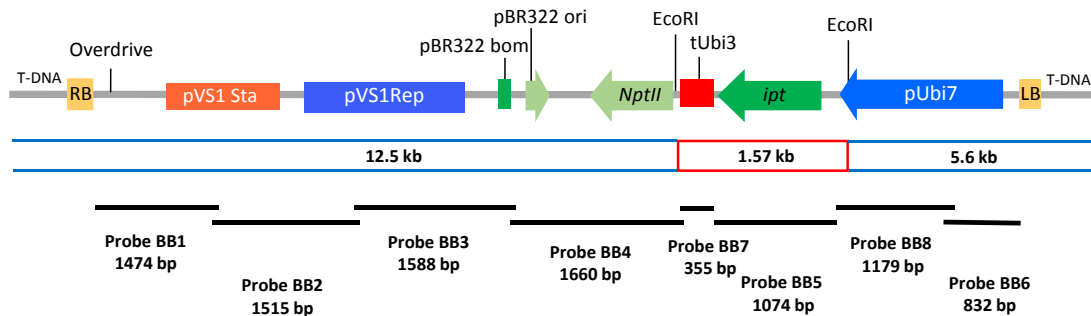 pBR322 ori
EcoRI
EcoRI
Overdrive
pBR322 bom
tUbi3
T-DNA
RB
pVS1 Sta
pVS1Rep
NptII
ipt
pUbi7
LB
T-DNA
12.5 kb
1.57 kb
5.6 kb
Probe BB1
1474 bp
Probe BB2
1515 bp
Probe BB3
1588 bp
Probe BB4
1660 bp
Probe BB7
355 bp
Probe BB5
1074 bp
Probe BB8
1179 bp
Probe BB6
832 bp